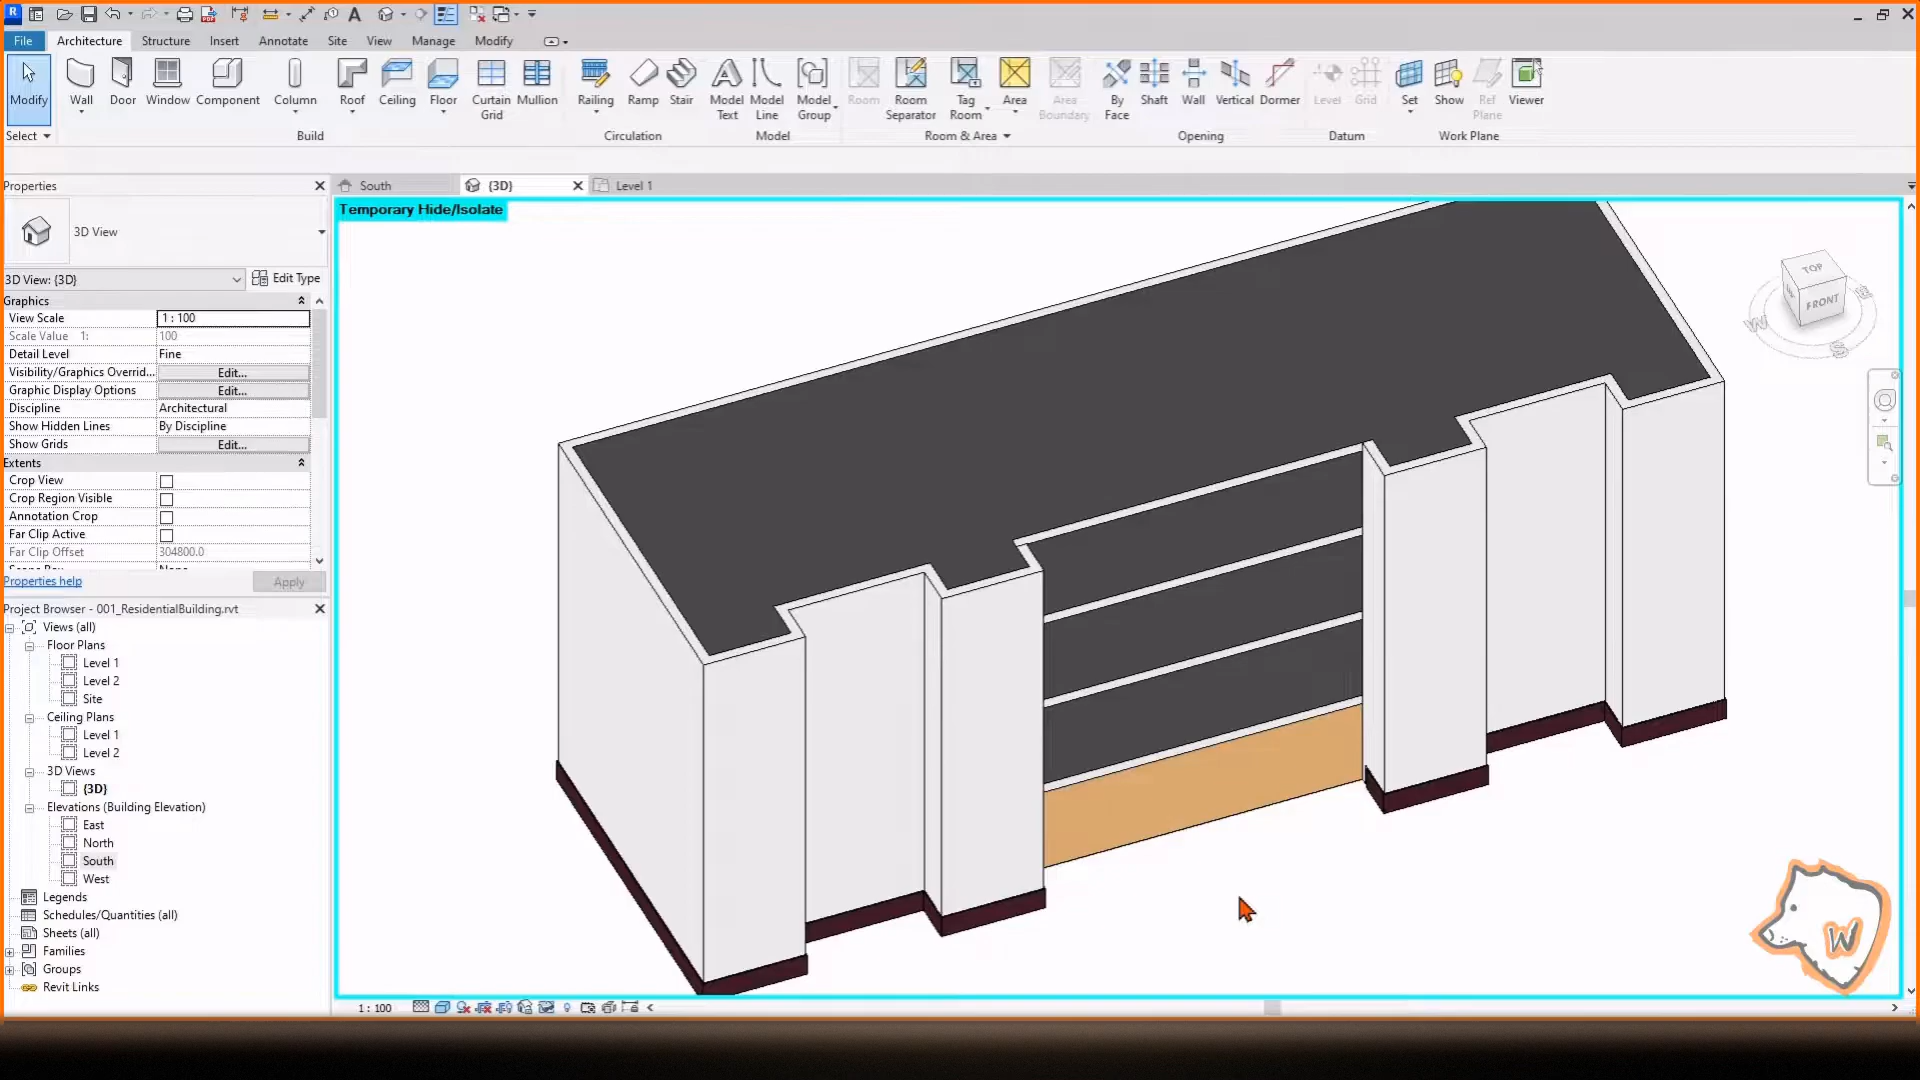 File Architecture Structure Insert Annotate Site View Manage Modify
Modify Wall Door Window Component Column Roof Ceiling Floor Curtain Grid Mullion Railing Ramp Stair Model Text Model Line Model Group Room Room Separator Tag Room Area Area Boundary By Face Shaft Wall Vertical Dormer Level Grid Set Show Ref Plane Viewer
Select Build Circulation Model Room & Area Opening Datum Work Plane
Properties
South {3D} Level 1
Temporary Hide/Isolate
3D View
3D View: {3D} Edit Type
Graphics
View Scale 1 : 100
Scale Value 1: 100
Detail Level Fine
Visibility/Graphics Overrid... Edit...
Graphic Display Options Edit...
Discipline Architectural
Show Hidden Lines By Discipline
Show Grids Edit...
Extents
Crop View
Crop Region Visible
Annotation Crop
Far Clip Active
Far Clip Offset 304800.0
Properties help Apply
Project Browser - 001_ResidentialBuilding.rvt
Views (all)
Floor Plans
Level 1
Level 2
Site
Ceiling Plans
Level 1
Level 2
3D Views
{3D}
Elevations (Building Elevation)
East
North
South
West
Legends
Schedules/Quantities (all)
Sheets (all)
Families
Groups
Revit Links
TOP
FRONT
W
S
E
W
1 : 100